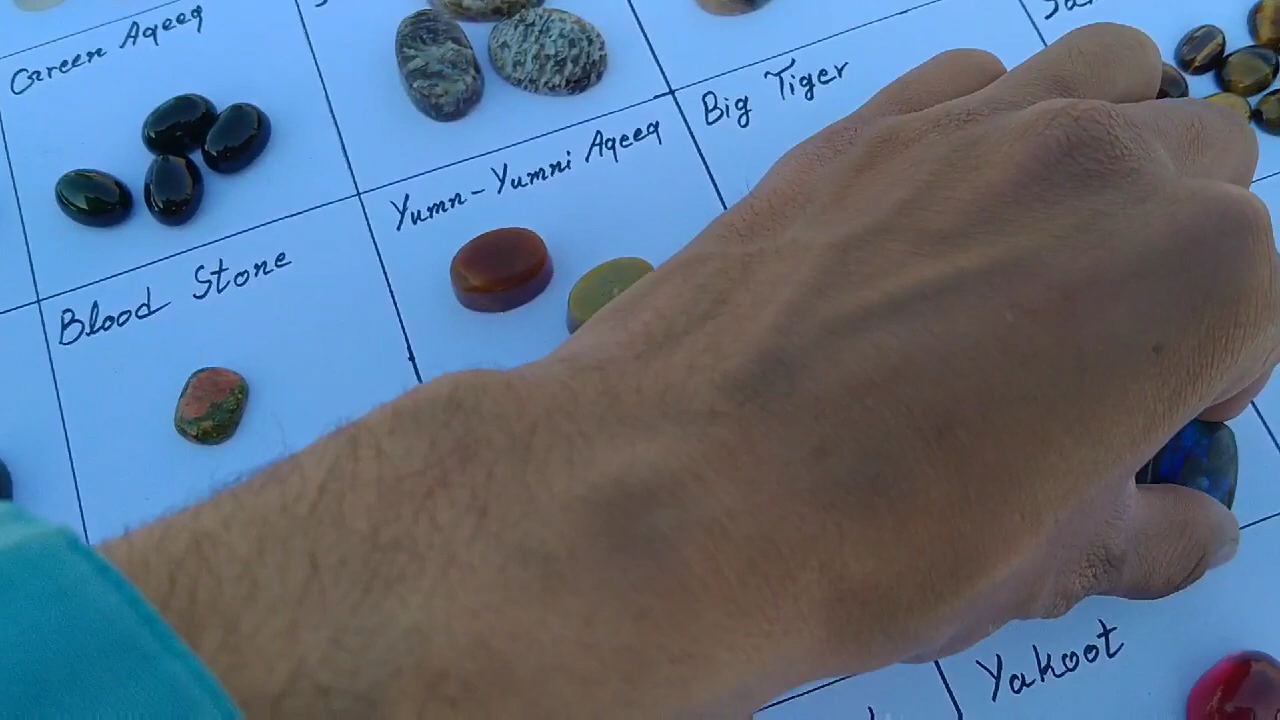 Green Aqeeq
Yumn-Yumni Aqeeq
Big Tiger
Blood Stone
Yakoot